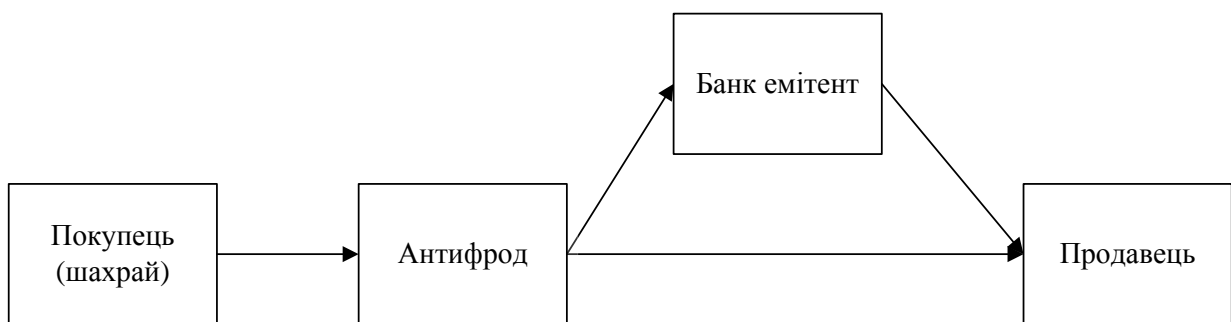 Банк емітент
Покупець
(шахрай)
Антифрод
Продавець